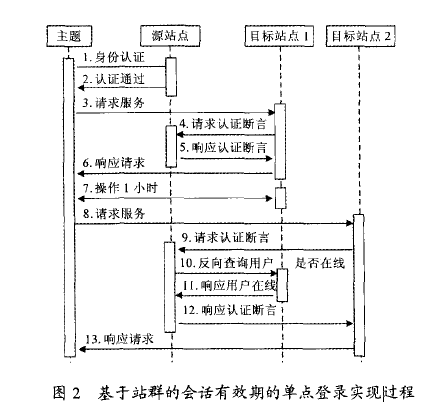 主题
源站点
目标站点 1
目标站点 2
1.身份认证
2.认证通过
3.请求服务
4.请求认证断言
5.响应认证断言
6.响应请求
7.操作 1 小时
8.请求服务
9.请求认证断言
10.反向查询用户 是否在线
11.响应用户在线
12.响应认证断言
13.响应请求
图 2 基于站群的会话有效期的单点登录实现过程